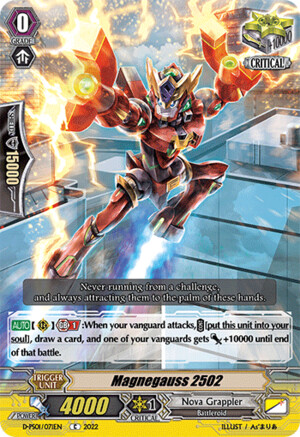 0
GRADE
+10000
CRITICAL
15000
Never running from a challenge,
and always attracting them to the palm of these hands.
AUTO 1 SB 1 :When your vanguard attacks, [put this unit into your
soul], draw a card, and one of your vanguard gets +10000 until end
of that battle.
TRIGGER
UNIT
Magnegauss 2502
POWER
4000
1
Nova Grappler
Battleroid
D-PS01/071EN C 2022
ILLUST /